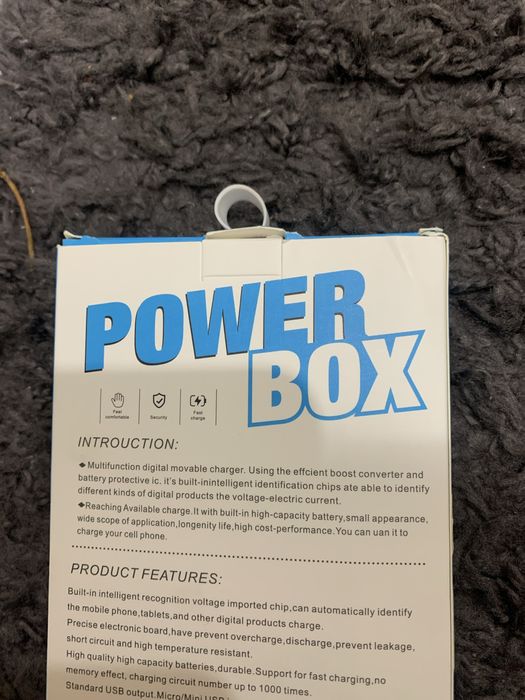 POWER
BOX
Feel
comfortable
Security
Fast
charge
INTROUCTION:
◆Multifunction digital movable charger. Using the effcient boost converter and
battery protective ic. it's built-inintelligent identification chips ate able to identify
different kinds of digital products the voltage-electric current.
◆Reaching Available charge.It with built-in high-capacity battery,small appearance,
wide scope of application,longenity life,high cost-performance.You can uan it to
charge your cell phone.
PRODUCT FEATURES:
Built-in intelligent recognition voltage imported chip,can automatically identify
the mobile phone,tablets,and other digital products charge.
Precise electronic board,have prevent overcharge,discharge,prevent leakage,
short circuit and high temperature resistant.
High quality high capacity batteries,durable.Support for fast charging,no
memory effect, charging circuit number up to 1000 times.
Standard USB output.Micro/Mini USB